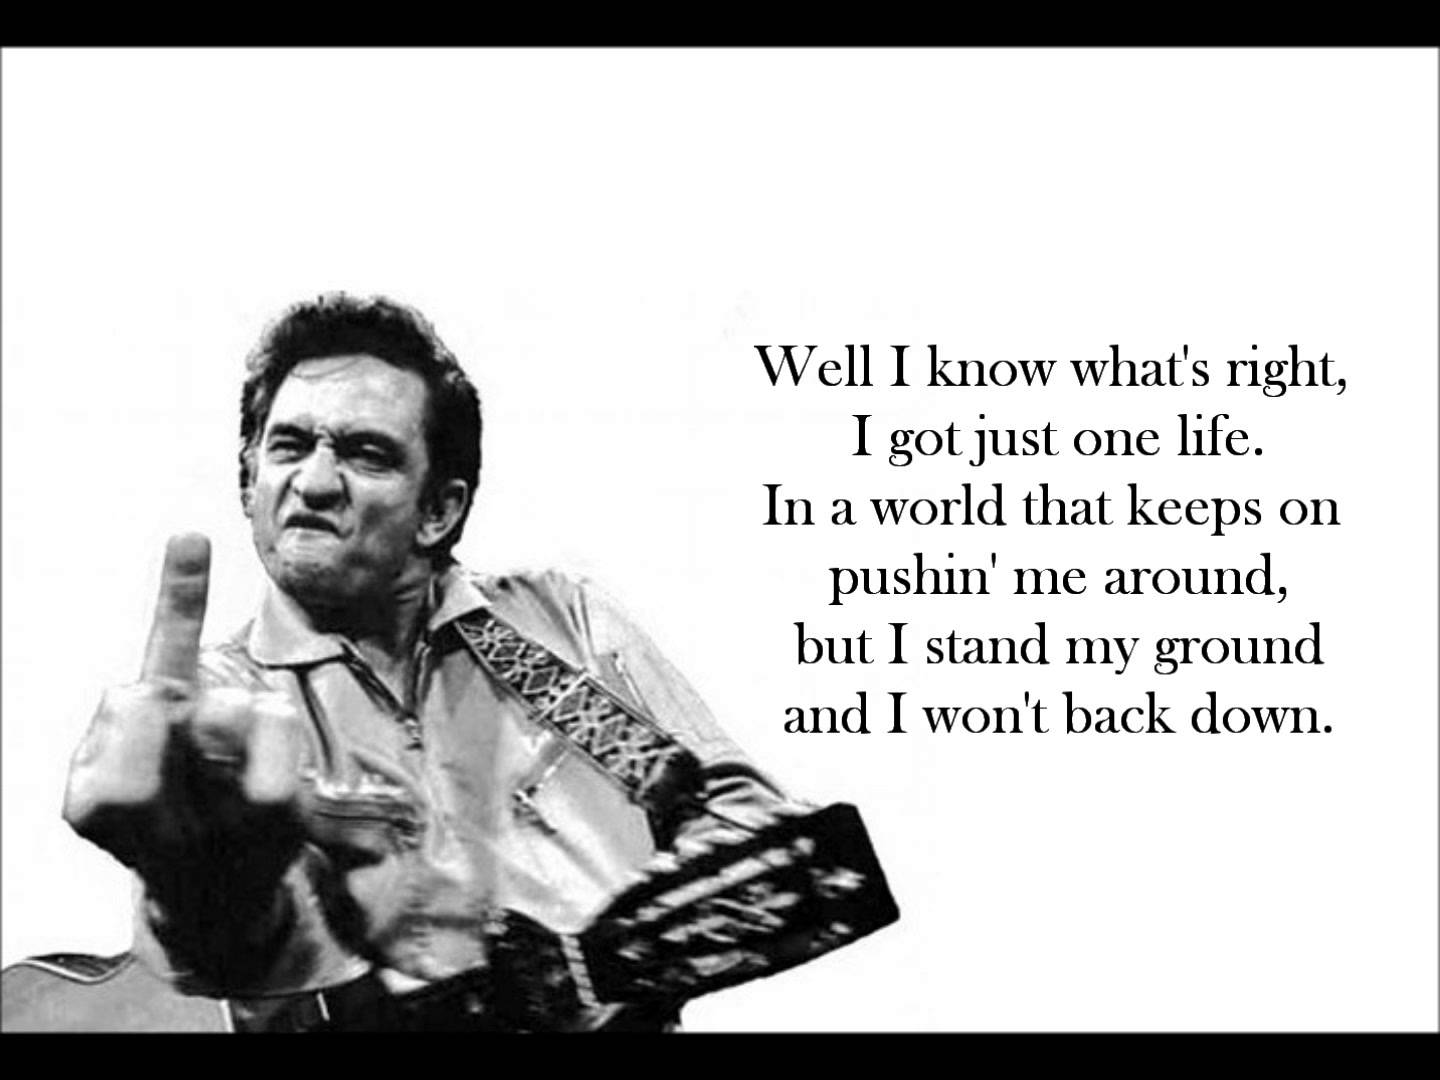 Well I know what's right,
I got just one life.
In a world that keeps on
pushin' me around,
but I stand my ground
and I won't back down.